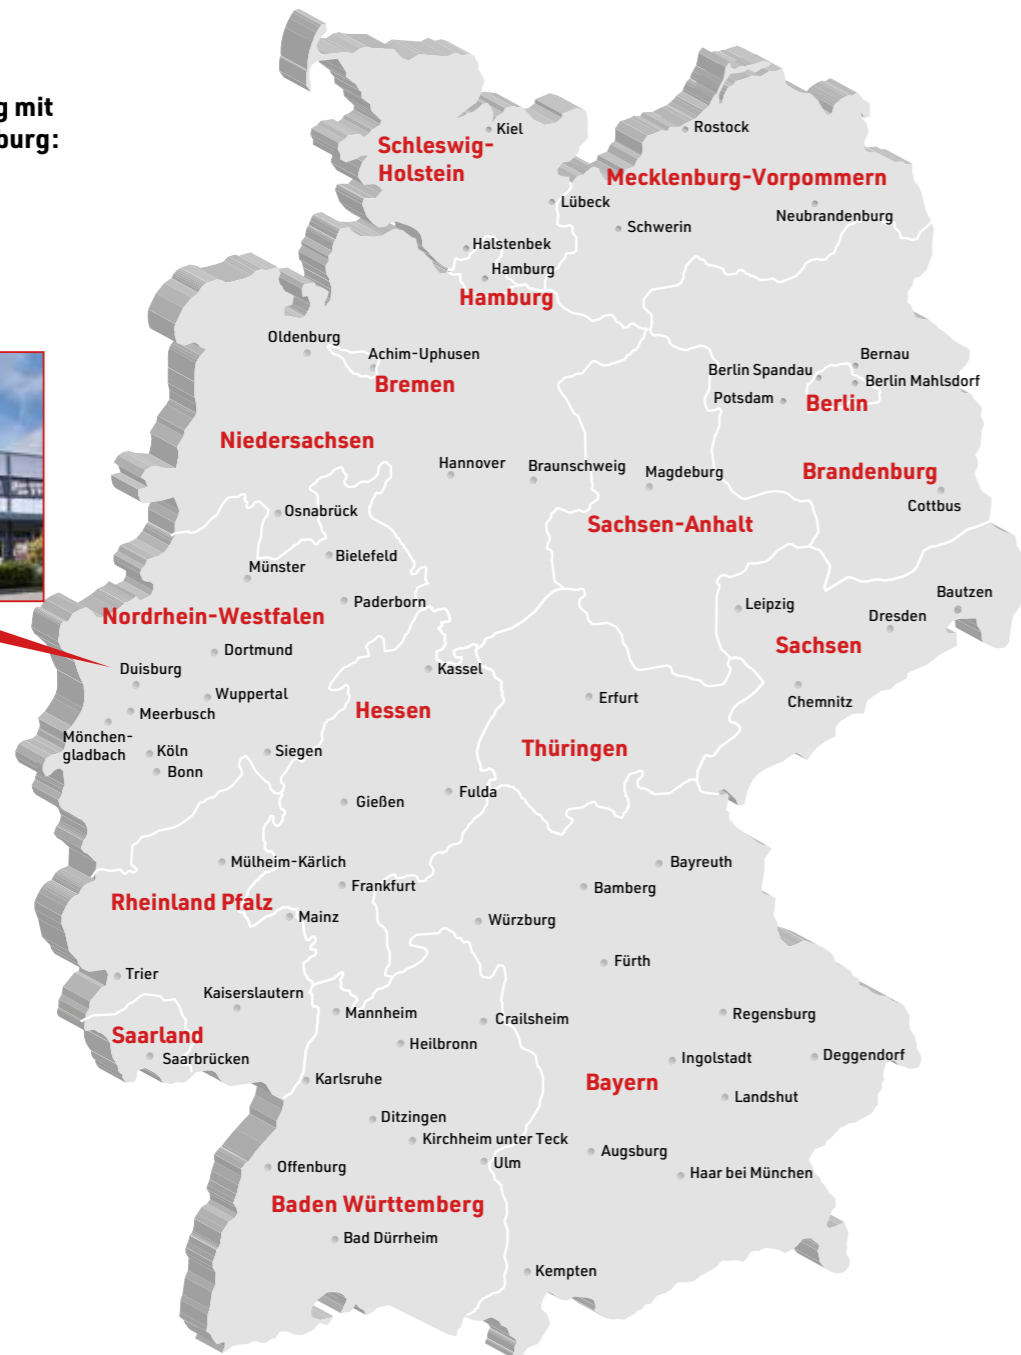 g mit
burg:
Kiel
Rostock
Schleswig-
Holstein
Mecklenburg-Vorpommern
Lübeck
Neubrandenburg
Schwerin
Halstenbek
Hamburg
Hamburg
Oldenburg
Achim-Uphusen
Bremen
Bernau
Berlin Spandau
Berlin Mahlsdorf
Potsdam
Berlin
Niedersachsen
Hannover
Braunschweig
Magdeburg
Brandenburg
Cottbus
Osnabrück
Sachsen-Anhalt
Bielefeld
Münster
Paderborn
Nordrhein-Westfalen
Leipzig
Bautzen
Dresden
Sachsen
Dortmund
Duisburg
Kassel
Wuppertal
Erfurt
Chemnitz
Meerbusch
Hessen
Mönchen-
gladbach
Köln
Siegen
Thüringen
Bonn
Gießen
Fulda
Mülheim-Kärlich
Bayreuth
Frankfurt
Bamberg
Rheinland Pfalz
Mainz
Würzburg
Fürth
Trier
Kaiserslautern
Mannheim
Crailsheim
Regensburg
Saarland
Saarbrücken
Heilbronn
Ingolstadt
Deggendorf
Karlsruhe
Bayern
Landshut
Ditzingen
Kirchheim unter Teck
Augsburg
Offenburg
Ulm
Haar bei München
Baden Württemberg
Bad Dürrheim
Kempten